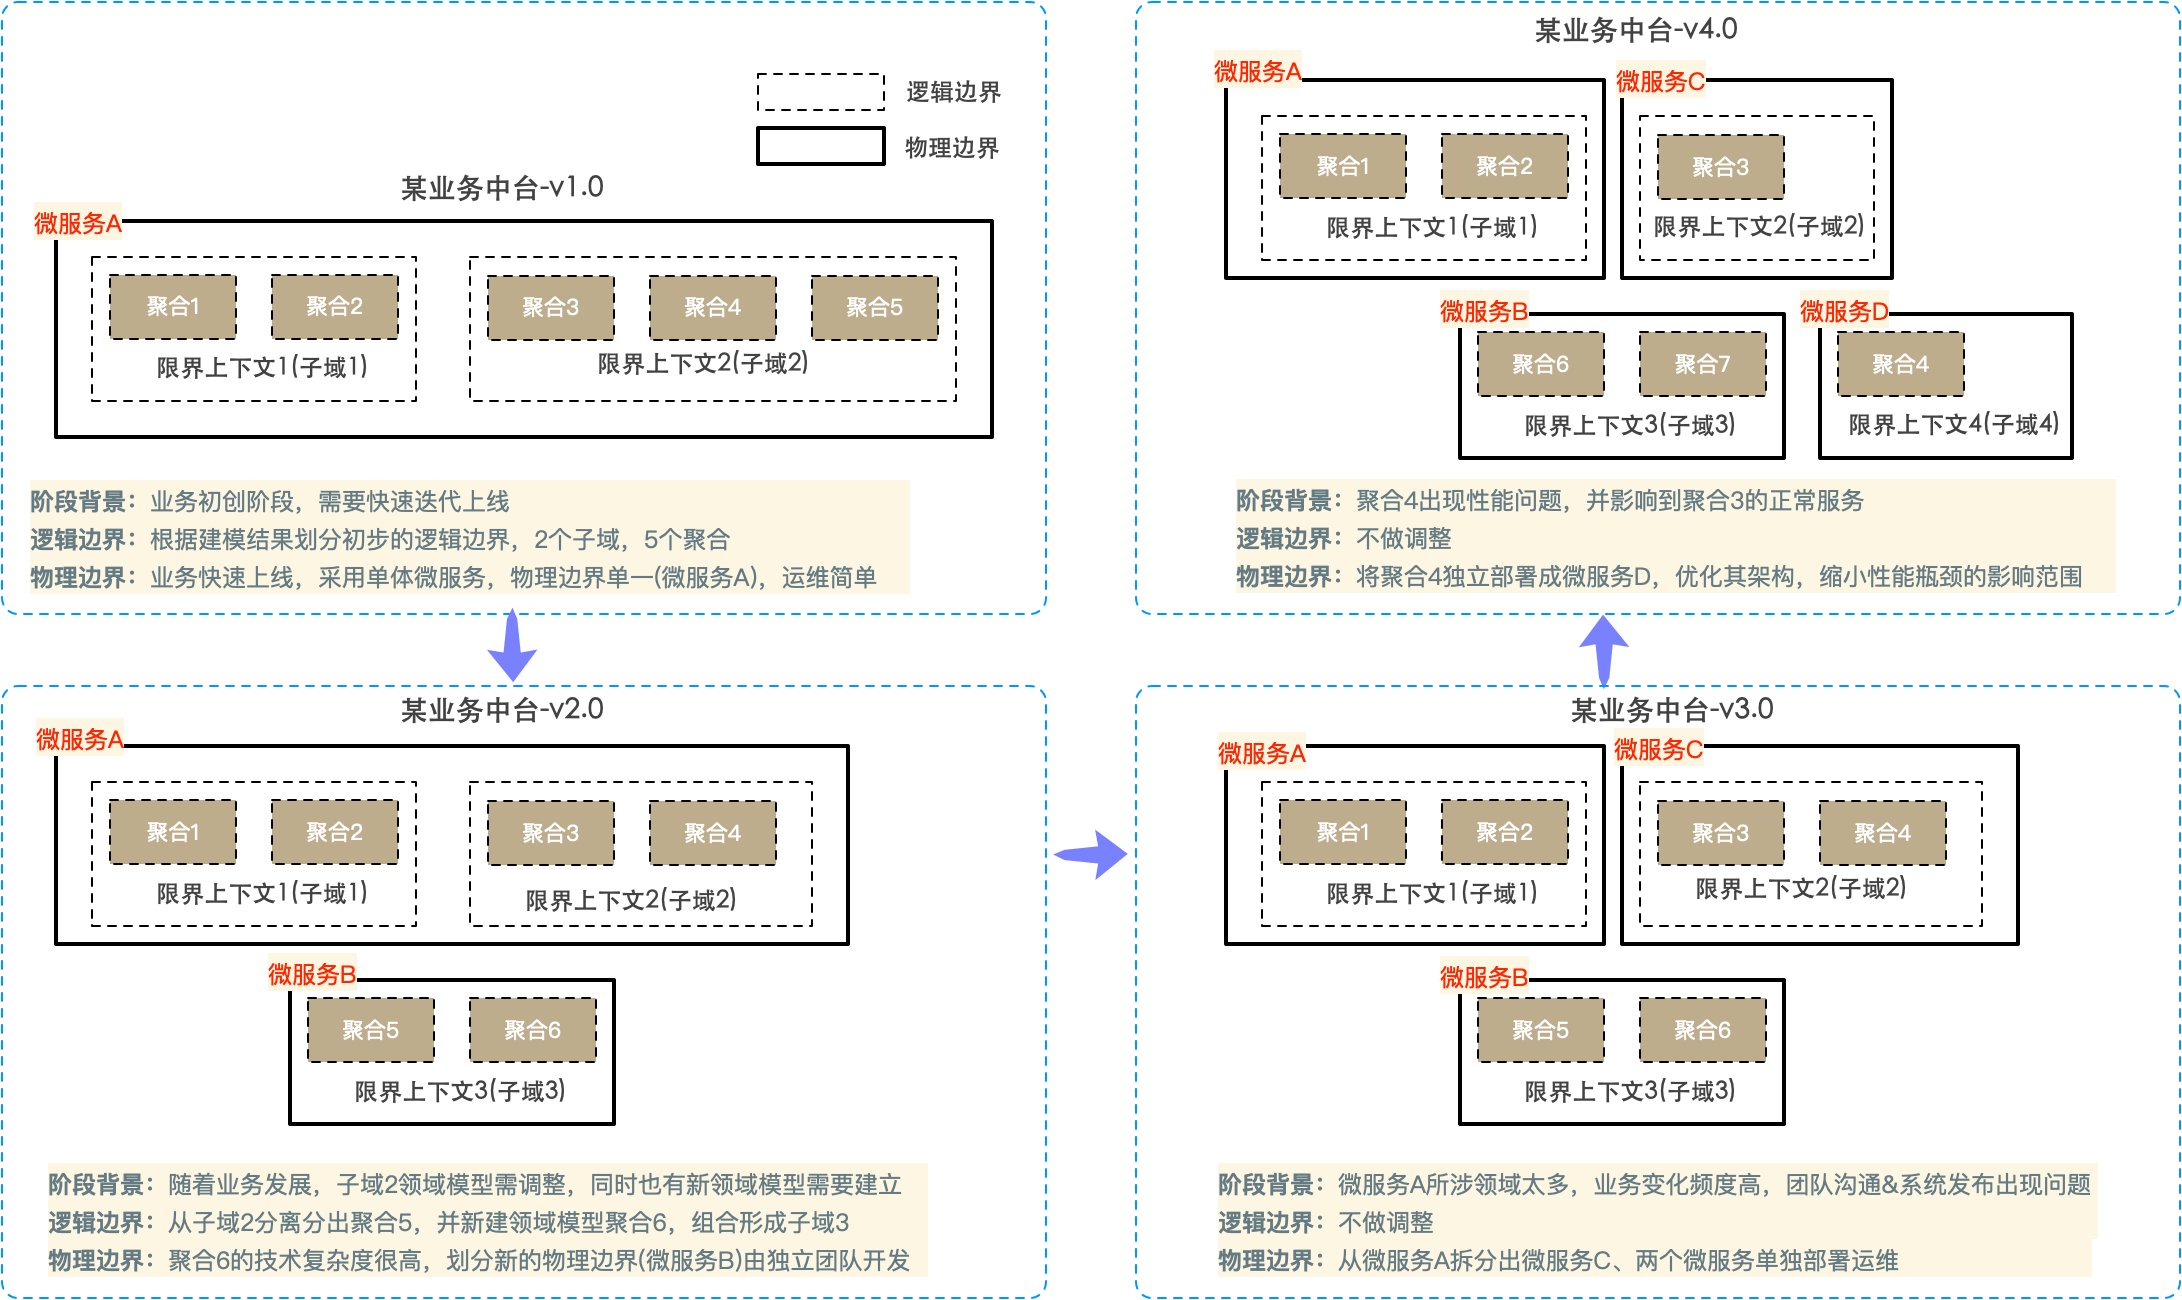 逻辑边界
物理边界
某业务中台-v1.0
微服务A
聚合1
聚合2
聚合3
聚合4
聚合5
限界上下文1(子域1)
限界上下文2(子域2)
阶段背景：业务初创阶段，需要快速迭代上线
逻辑边界：根据建模结果划分初步的逻辑边界，2个子域，5个聚合
物理边界：业务快速上线，采用单体微服务，物理边界单一(微服务A)，运维简单
某业务中台-v2.0
微服务A
聚合1
聚合2
聚合3
聚合4
限界上下文1(子域1)
限界上下文2(子域2)
微服务B
聚合5
聚合6
限界上下文3(子域3)
阶段背景：随着业务发展，子域2领域模型需调整，同时也有新领域模型需要建立
逻辑边界：从子域2分离分出聚合5，并新建领域模型聚合6，组合形成子域3
物理边界：聚合6的技术复杂度很高，划分新的物理边界(微服务B)由独立团队开发
某业务中台-v3.0
微服务A
微服务C
聚合1
聚合2
聚合3
聚合4
限界上下文1(子域1)
限界上下文2(子域2)
微服务B
聚合5
聚合6
限界上下文3(子域3)
阶段背景：微服务A所涉领域太多，业务变化频度高，团队沟通&系统发布出现问题
逻辑边界：不做调整
物理边界：从微服务A拆分出微服务C、两个微服务单独部署运维
某业务中台-v4.0
微服务A
微服务C
聚合1
聚合2
聚合3
限界上下文1(子域1)
限界上下文2(子域2)
微服务B
微服务D
聚合6
聚合7
聚合4
限界上下文3(子域3)
限界上下文4(子域4)
阶段背景：聚合4出现性能问题，并影响到聚合3的正常服务
逻辑边界：不做调整
物理边界：将聚合4独立部署成微服务D，优化其架构，缩小性能瓶颈的影响范围